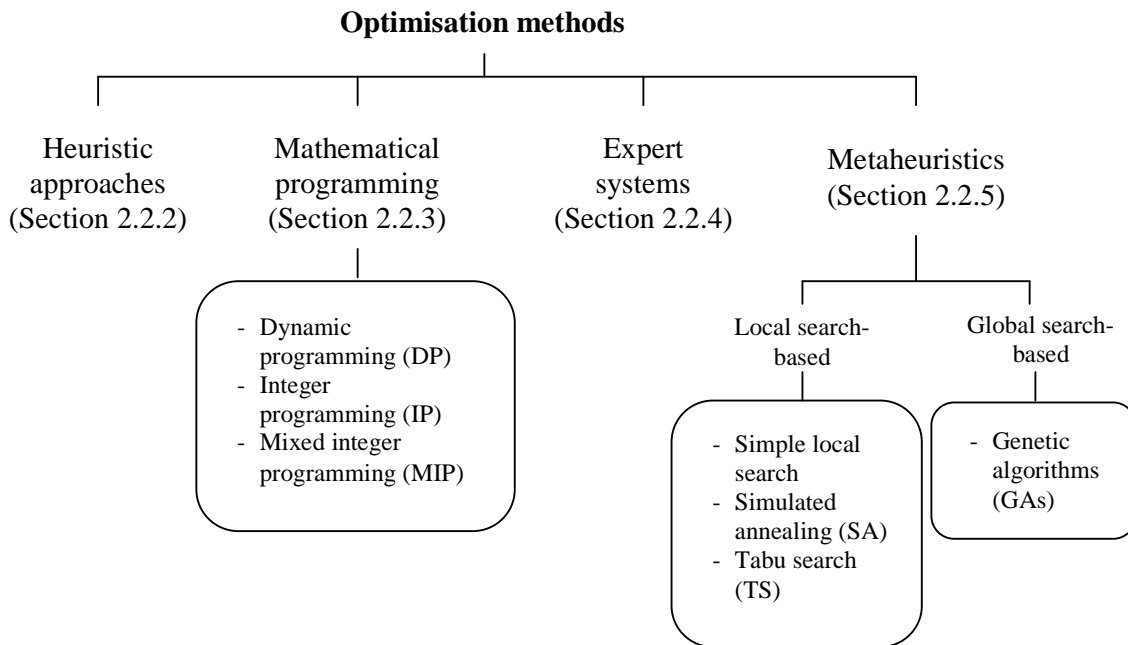 Optimisation methods
Heuristic
approaches
(Section 2.2.2)
Mathematical
programming
(Section 2.2.3)
Expert
systems
(Section 2.2.4)
Metaheuristics
(Section 2.2.5)
- Dynamic
programming (DP)
- Integer
programming (IP)
- Mixed integer
programming (MIP)
Local search-
based
Global search-
based
- Simple local
search
- Simulated
annealing (SA)
- Tabu search
(TS)
- Genetic
algorithms
(GAs)